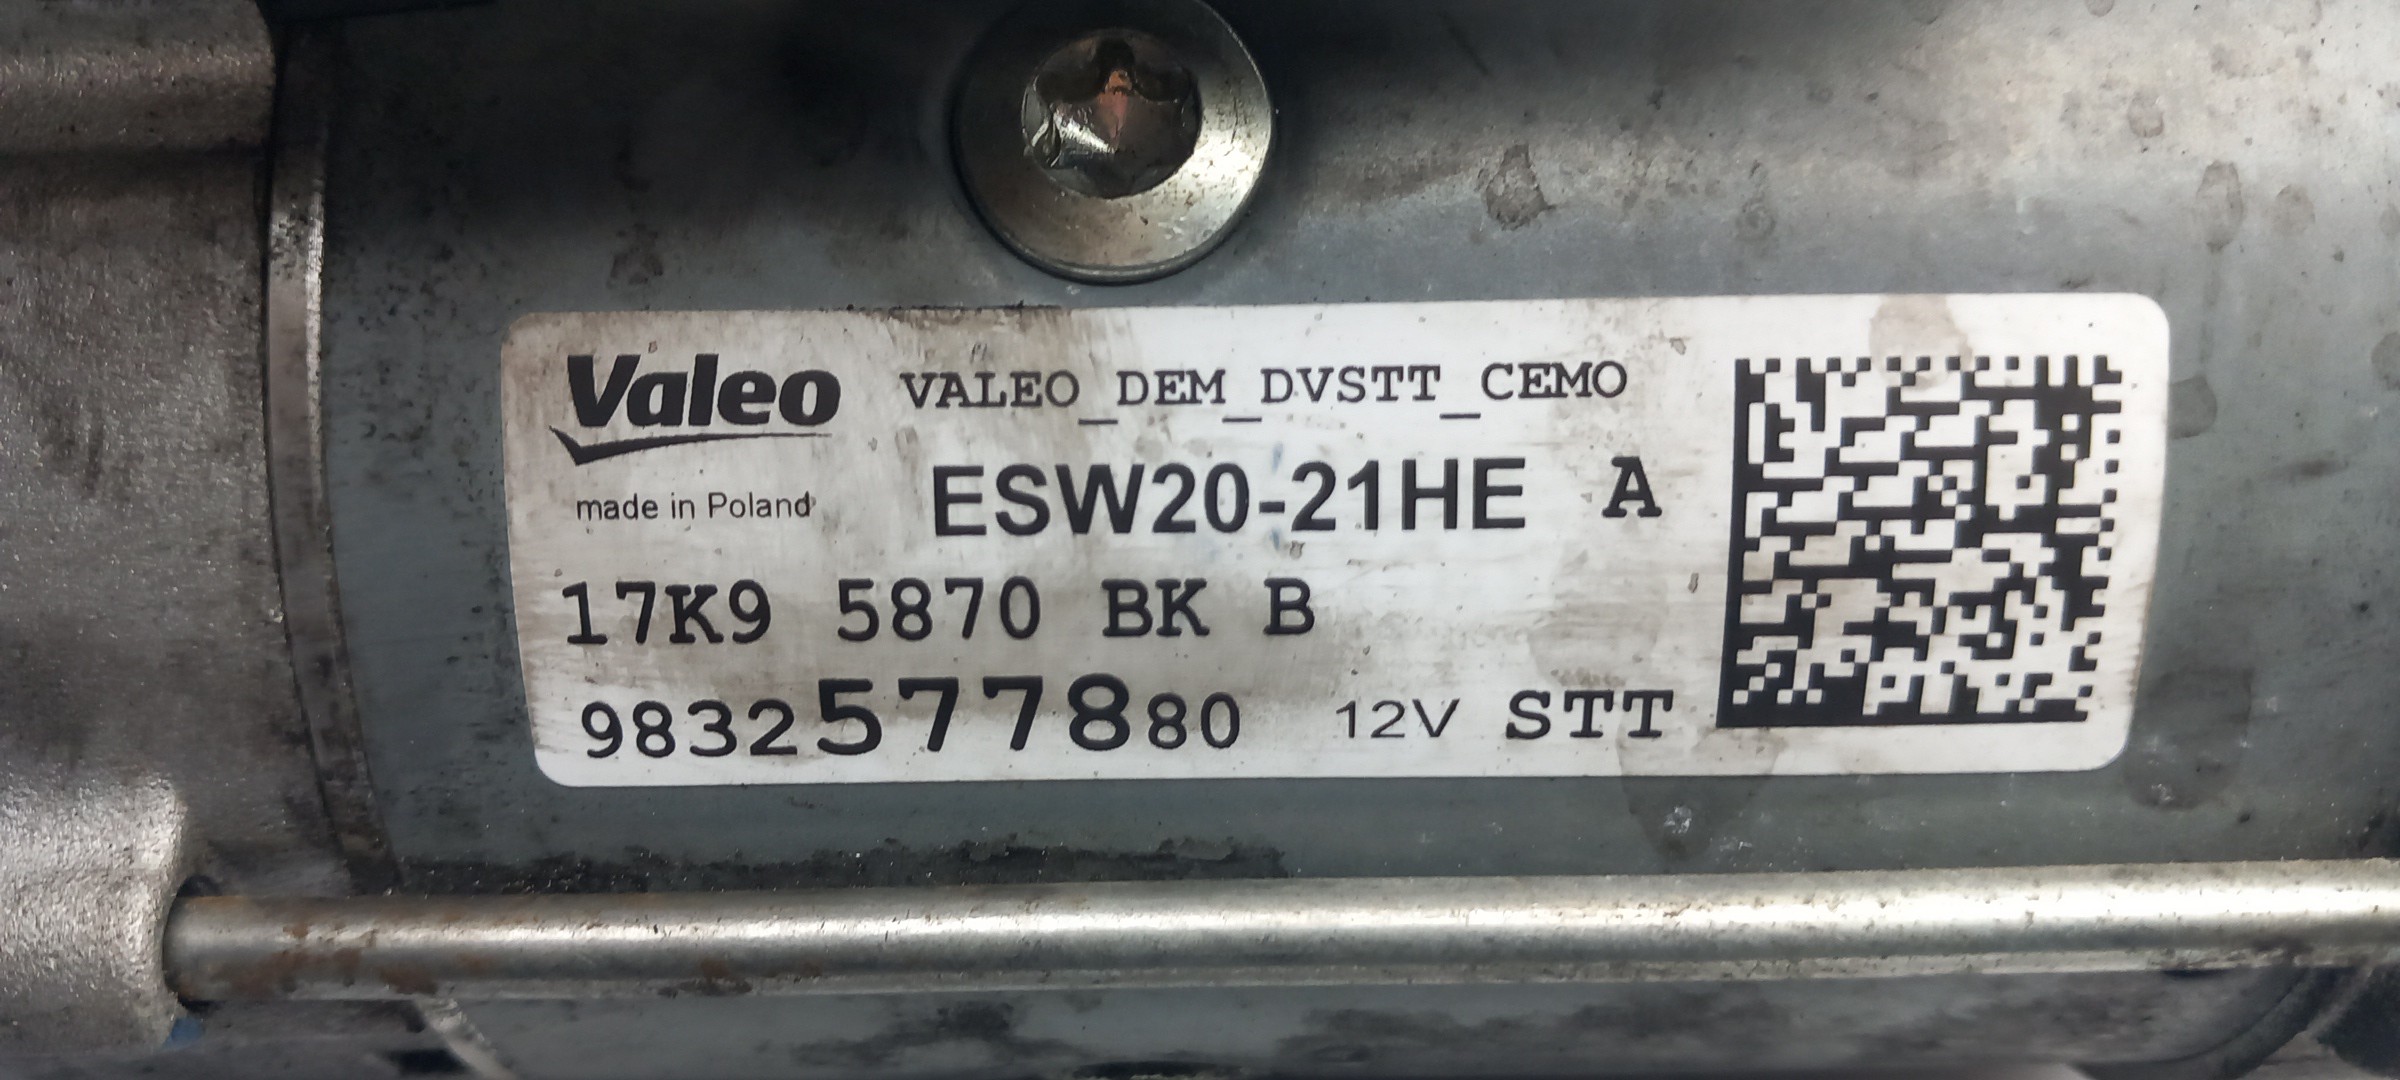 Valeo VALEO_DEM_DVSTT_CEMO
made in Poland ESW20-21HE A
17K9 5870 BK B
9832577880 12V STT